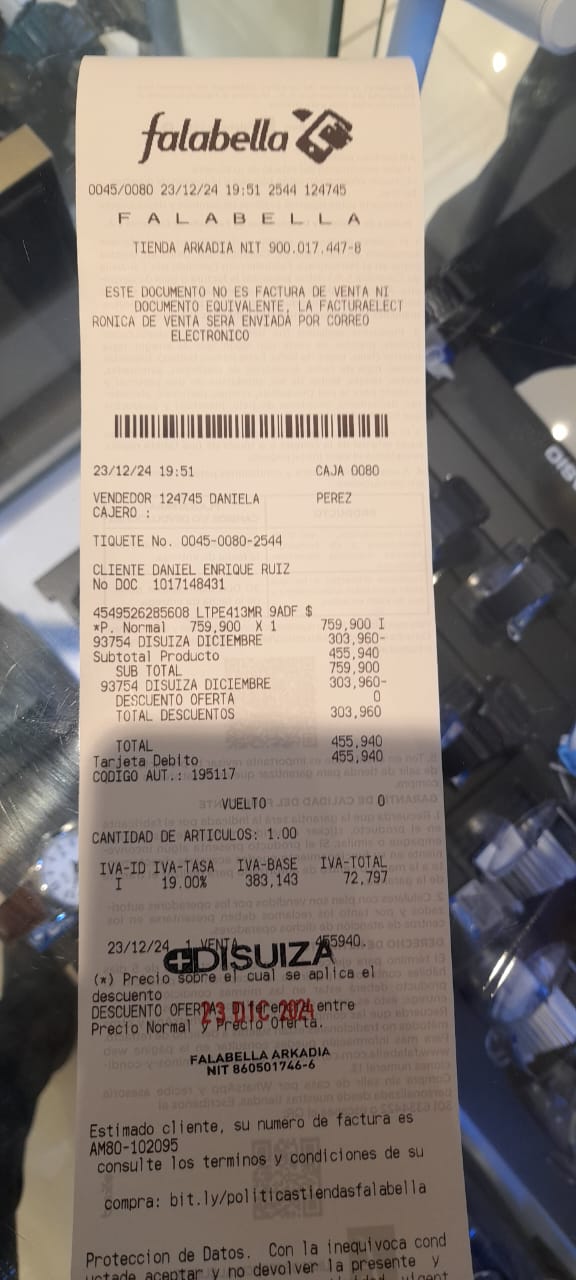 falabella
0045/0080 23/12/24 19:51 2544 124745
F A L A B E L L A
TIENDA ARKADIA NIT 900.017.447-8
ESTE DOCUMENTO NO ES FACTURA DE VENTA NI
DOCUMENTO EQUIVALENTE, LA FACTURAELECT
RONICA DE VENTA SERA ENVIADA POR CORREO
ELECTRONICO
23/12/24 19:51 CAJA 0080
VENDEDOR 124745 DANIELA PEREZ
CAJERO :
TIQUETE No. 0045-0080-2544
CLIENTE DANIEL ENRIQUE RUIZ
No DOC 1017148431
4549526285608 LTPE413MR 9ADF $
*P. Normal 759,900 X 1 759,900 I
93754 DISUIZA DICIEMBRE 303,960-
Subtotal Producto 455,940
SUB TOTAL 759,900
93754 DISUIZA DICIEMBRE 303,960-
DESCUENTO OFERTA 0
TOTAL DESCUENTOS 303,960
TOTAL 455,940
Tarjeta Debito 455,940
CODIGO AUT.: 195117
VUELTO 0
CANTIDAD DE ARTICULOS: 1.00
IVA-ID IVA-TASA IVA-BASE IVA-TOTAL
I 19.00% 383,143 72,797
23/12/24 1 VENTA 455940.
DISUIZA
(*) Precio sobre el cual se aplica el
descuento
DESCUENTO OFERTA: Diferencia entre
23 DIC 2024
Precio Normal y Precio Oferta.
FALABELLA ARKADIA
NIT 860501746-6
Estimado cliente, su numero de factura es
AM80-102095
consulte los terminos y condiciones de su
compra: bit.ly/politicastiendasfalabella
Proteccion de Datos. Con la inequivoca cond
ustede aceptar y no devolver la presente y